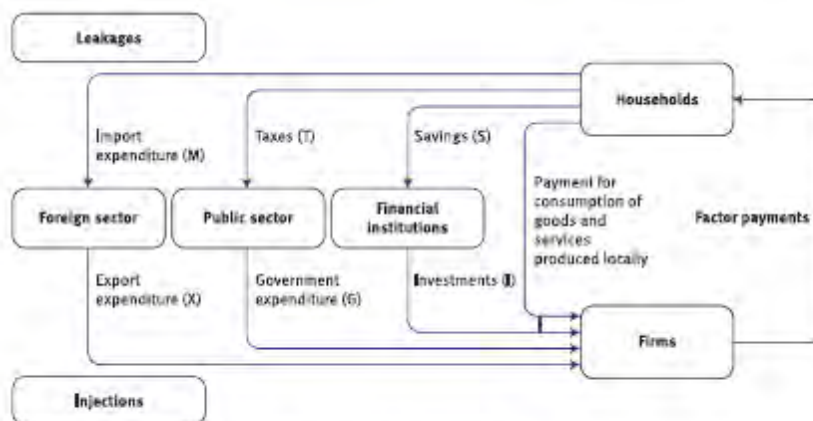 Leakages
Households
Import
expenditure (M)
Taxes (T)
Savings (S)
Payment for
consumption of
goods and
services
produced locally
Factor payments
Foreign sector
Public sector
Financial
institutions
Export
expenditure (X)
Government
expenditure (G)
Investments (I)
Firms
Injections